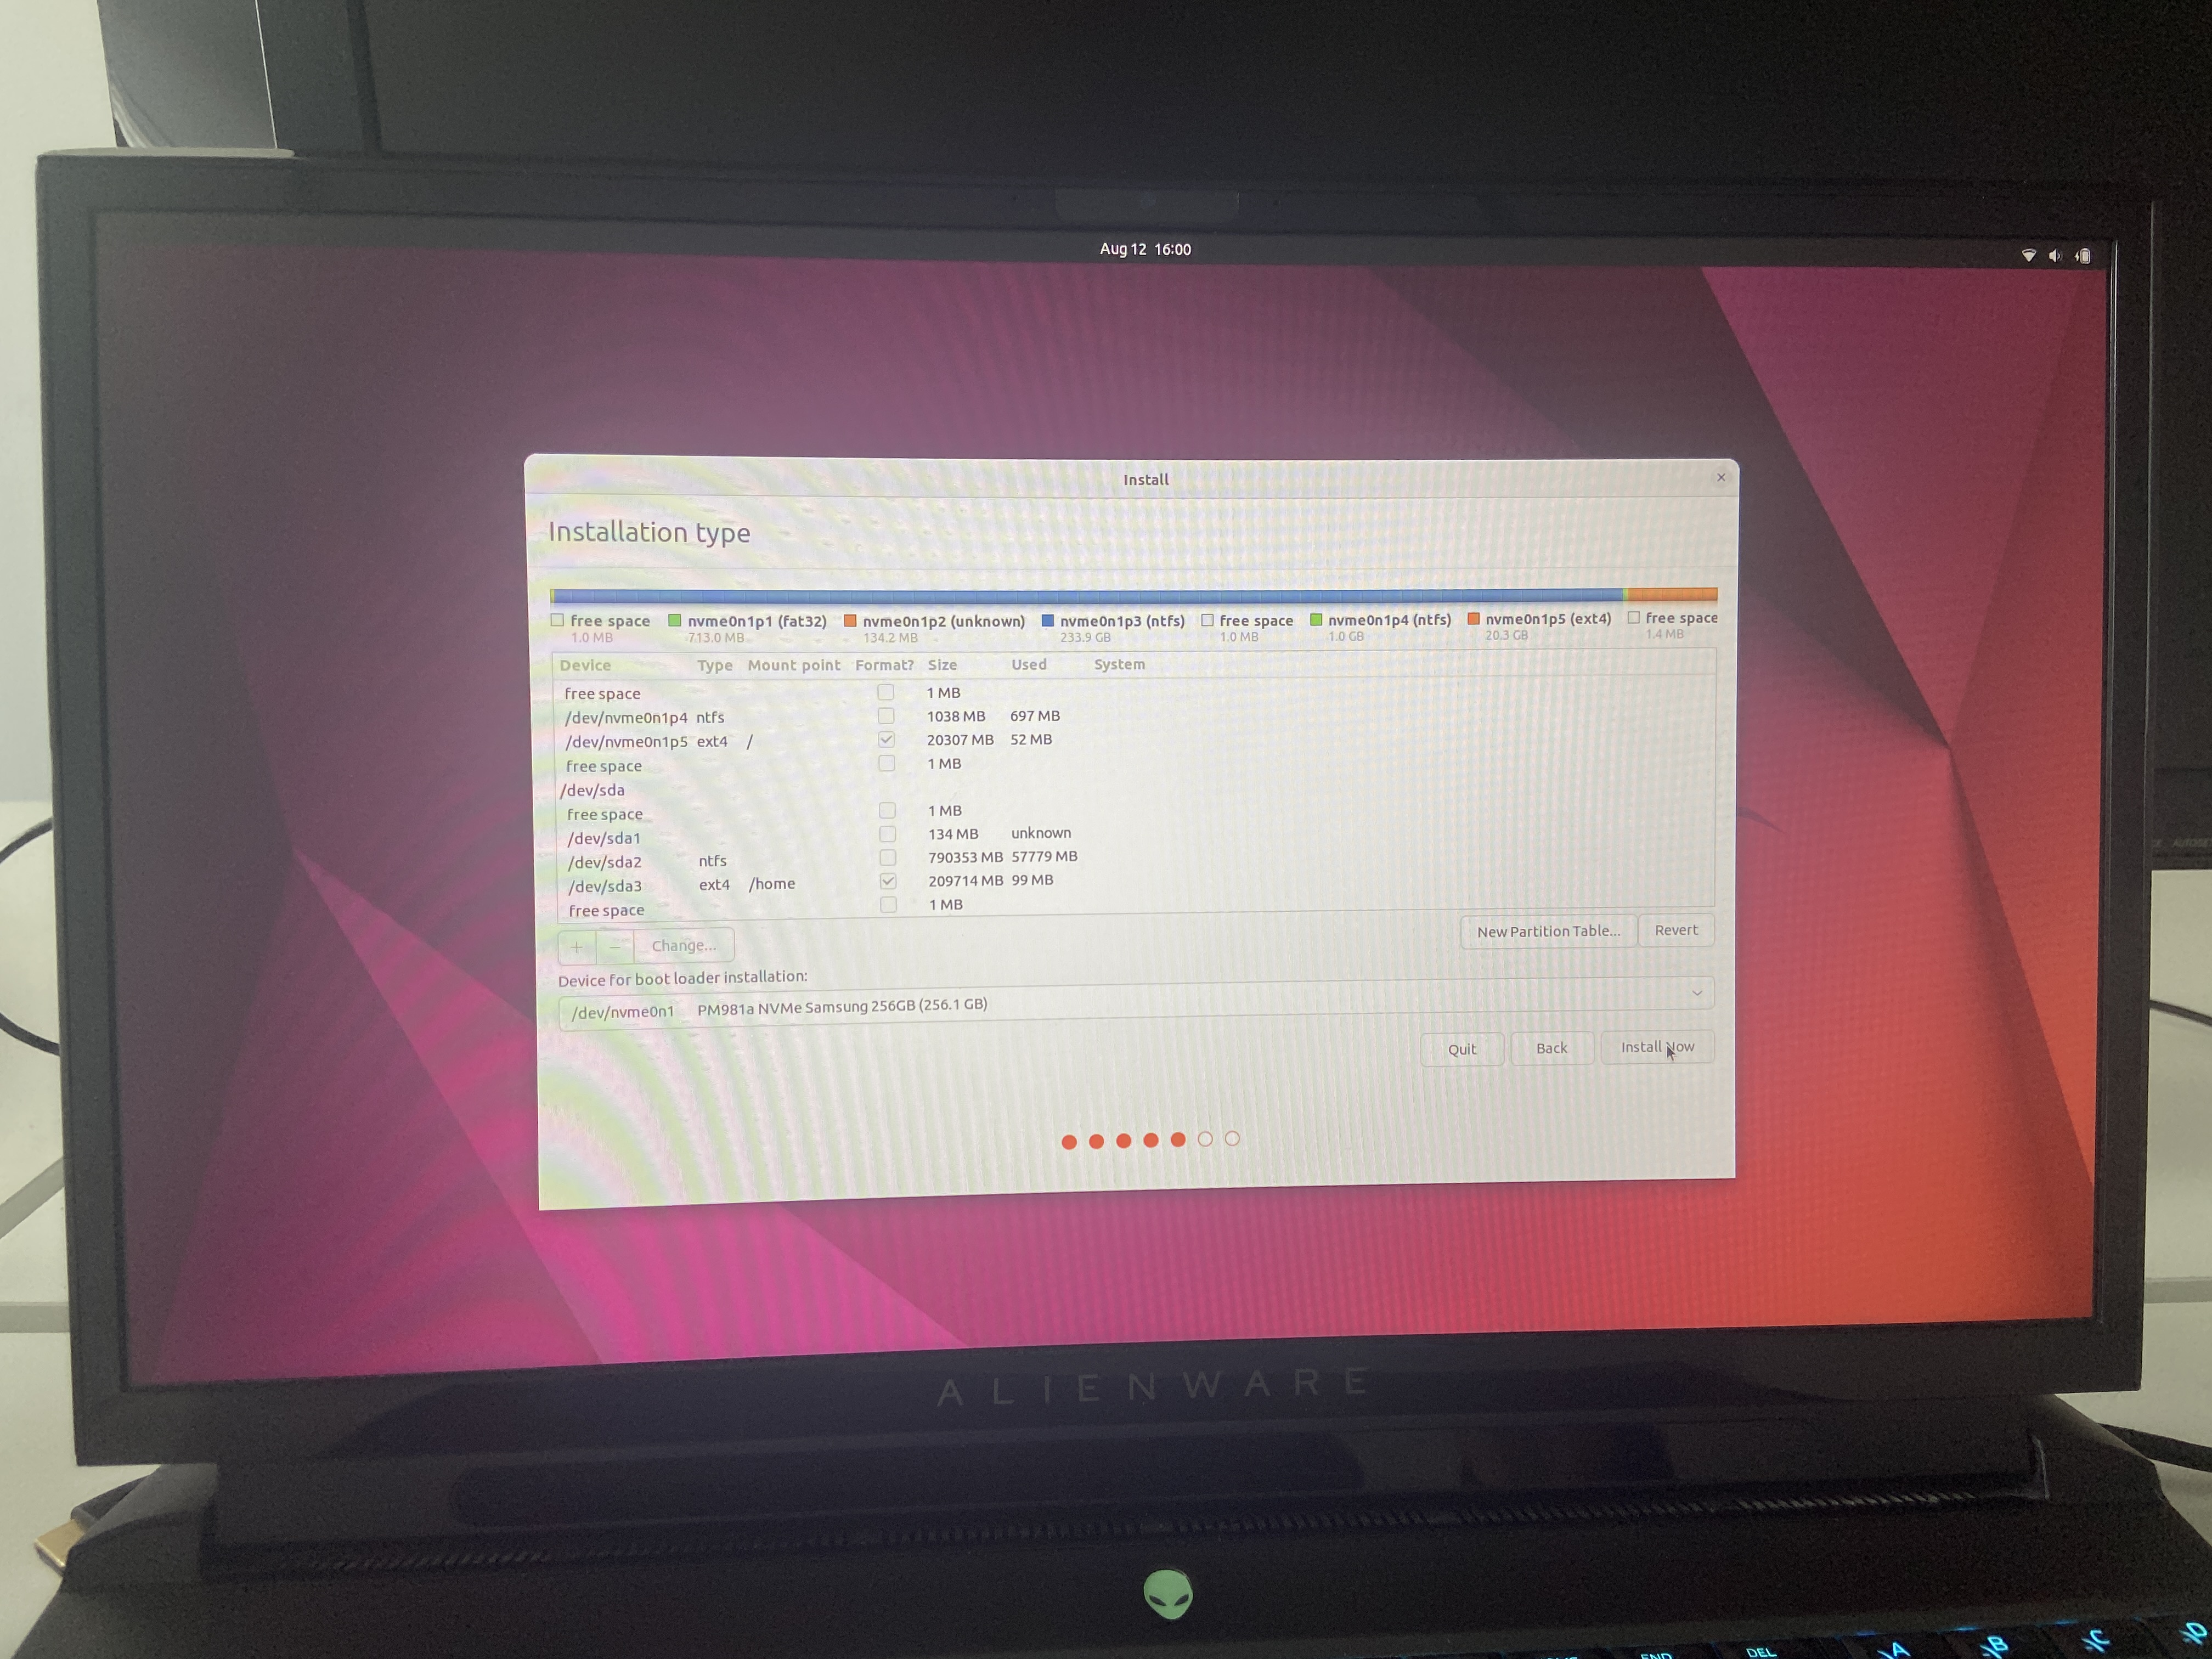 Aug 12 16:00
Install
Installation type
free space nvme0n1p1 (fat32) nvme0n1p2 (unknown) nvme0n1p3 (ntfs) free space nvme0n1p4 (ntfs) nvme0n1p5 (ext4) free space
1.0 MB 713.0 MB 134.2 MB 233.9 GB 1.0 MB 1.0 GB 20.3 GB 1.4 MB
Device Type Mount point Format? Size Used System
free space 1 MB
/dev/nvme0n1p4 ntfs 1038 MB 697 MB
/dev/nvme0n1p5 ext4 / 20307 MB 52 MB
free space 1 MB
/dev/sda
free space 1 MB
/dev/sda1 134 MB unknown
/dev/sda2 ntfs 790353 MB 57779 MB
/dev/sda3 ext4 /home 209714 MB 99 MB
free space 1 MB
+ − Change... New Partition Table... Revert
Device for boot loader installation:
/dev/nvme0n1 PM981a NVMe Samsung 256GB (256.1 GB)
Quit Back Install Now
ALIENWARE
END DEL A B C D